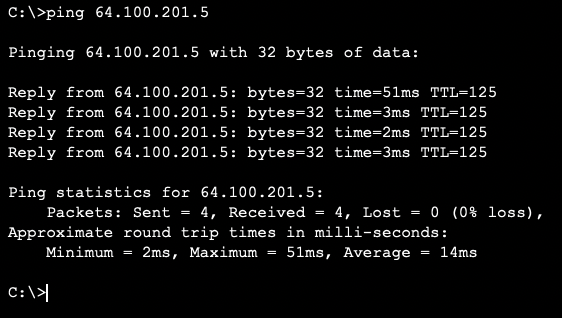 C:\>ping 64.100.201.5
Pinging 64.100.201.5 with 32 bytes of data:
Reply from 64.100.201.5: bytes=32 time=51ms TTL=125
Reply from 64.100.201.5: bytes=32 time=3ms TTL=125
Reply from 64.100.201.5: bytes=32 time=2ms TTL=125
Reply from 64.100.201.5: bytes=32 time=3ms TTL=125
Ping statistics for 64.100.201.5:
    Packets: Sent = 4, Received = 4, Lost = 0 (0% loss),
Approximate round trip times in milli-seconds:
    Minimum = 2ms, Maximum = 51ms, Average = 14ms
C:\>